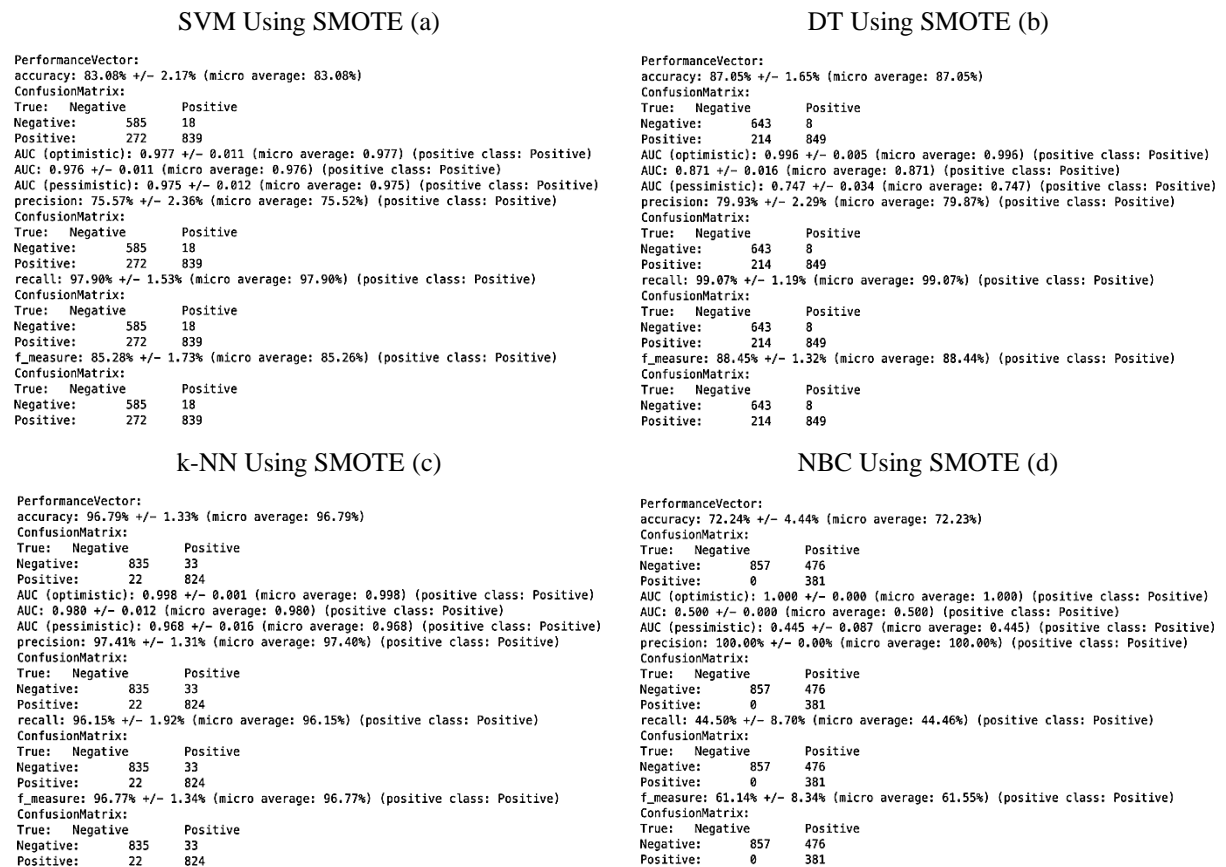 SVM Using SMOTE (a)
PerformanceVector:
accuracy: 83.08% +/- 2.17% (micro average: 83.08%)
ConfusionMatrix:
True: Negative Positive
Negative: 585 18
Positive: 272 839
AUC (optimistic): 0.977 +/- 0.011 (micro average: 0.977) (positive class: Positive)
AUC: 0.976 +/- 0.011 (micro average: 0.976) (positive class: Positive)
AUC (pessimistic): 0.975 +/- 0.012 (micro average: 0.975) (positive class: Positive)
precision: 75.57% +/- 2.36% (micro average: 75.52%) (positive class: Positive)
ConfusionMatrix:
True: Negative Positive
Negative: 585 18
Positive: 272 839
recall: 97.90% +/- 1.53% (micro average: 97.90%) (positive class: Positive)
ConfusionMatrix:
True: Negative Positive
Negative: 585 18
Positive: 272 839
f_measure: 85.28% +/- 1.73% (micro average: 85.26%) (positive class: Positive)
ConfusionMatrix:
True: Negative Positive
Negative: 585 18
Positive: 272 839
DT Using SMOTE (b)
PerformanceVector:
accuracy: 87.05% +/- 1.65% (micro average: 87.05%)
ConfusionMatrix:
True: Negative Positive
Negative: 643 8
Positive: 214 849
AUC (optimistic): 0.996 +/- 0.005 (micro average: 0.996) (positive class: Positive)
AUC: 0.871 +/- 0.016 (micro average: 0.871) (positive class: Positive)
AUC (pessimistic): 0.747 +/- 0.034 (micro average: 0.747) (positive class: Positive)
precision: 79.93% +/- 2.29% (micro average: 79.87%) (positive class: Positive)
ConfusionMatrix:
True: Negative Positive
Negative: 643 8
Positive: 214 849
recall: 99.07% +/- 1.19% (micro average: 99.07%) (positive class: Positive)
ConfusionMatrix:
True: Negative Positive
Negative: 643 8
Positive: 214 849
f_measure: 88.45% +/- 1.32% (micro average: 88.44%) (positive class: Positive)
ConfusionMatrix:
True: Negative Positive
Negative: 643 8
Positive: 214 849
k-NN Using SMOTE (c)
PerformanceVector:
accuracy: 96.79% +/- 1.33% (micro average: 96.79%)
ConfusionMatrix:
True: Negative Positive
Negative: 835 33
Positive: 22 824
AUC (optimistic): 0.998 +/- 0.001 (micro average: 0.998) (positive class: Positive)
AUC: 0.980 +/- 0.012 (micro average: 0.980) (positive class: Positive)
AUC (pessimistic): 0.968 +/- 0.016 (micro average: 0.968) (positive class: Positive)
precision: 97.41% +/- 1.31% (micro average: 97.40%) (positive class: Positive)
ConfusionMatrix:
True: Negative Positive
Negative: 835 33
Positive: 22 824
recall: 96.15% +/- 1.92% (micro average: 96.15%) (positive class: Positive)
ConfusionMatrix:
True: Negative Positive
Negative: 835 33
Positive: 22 824
f_measure: 96.77% +/- 1.34% (micro average: 96.77%) (positive class: Positive)
ConfusionMatrix:
True: Negative Positive
Negative: 835 33
Positive: 22 824
NBC Using SMOTE (d)
PerformanceVector:
accuracy: 72.24% +/- 4.44% (micro average: 72.23%)
ConfusionMatrix:
True: Negative Positive
Negative: 857 476
Positive: 0 381
AUC (optimistic): 1.000 +/- 0.000 (micro average: 1.000) (positive class: Positive)
AUC: 0.500 +/- 0.000 (micro average: 0.500) (positive class: Positive)
AUC (pessimistic): 0.445 +/- 0.087 (micro average: 0.445) (positive class: Positive)
precision: 100.00% +/- 0.00% (micro average: 100.00%) (positive class: Positive)
ConfusionMatrix:
True: Negative Positive
Negative: 857 476
Positive: 0 381
recall: 44.50% +/- 8.70% (micro average: 44.46%) (positive class: Positive)
ConfusionMatrix:
True: Negative Positive
Negative: 857 476
Positive: 0 381
f_measure: 61.14% +/- 8.34% (micro average: 61.55%) (positive class: Positive)
ConfusionMatrix:
True: Negative Positive
Negative: 857 476
Positive: 0 381